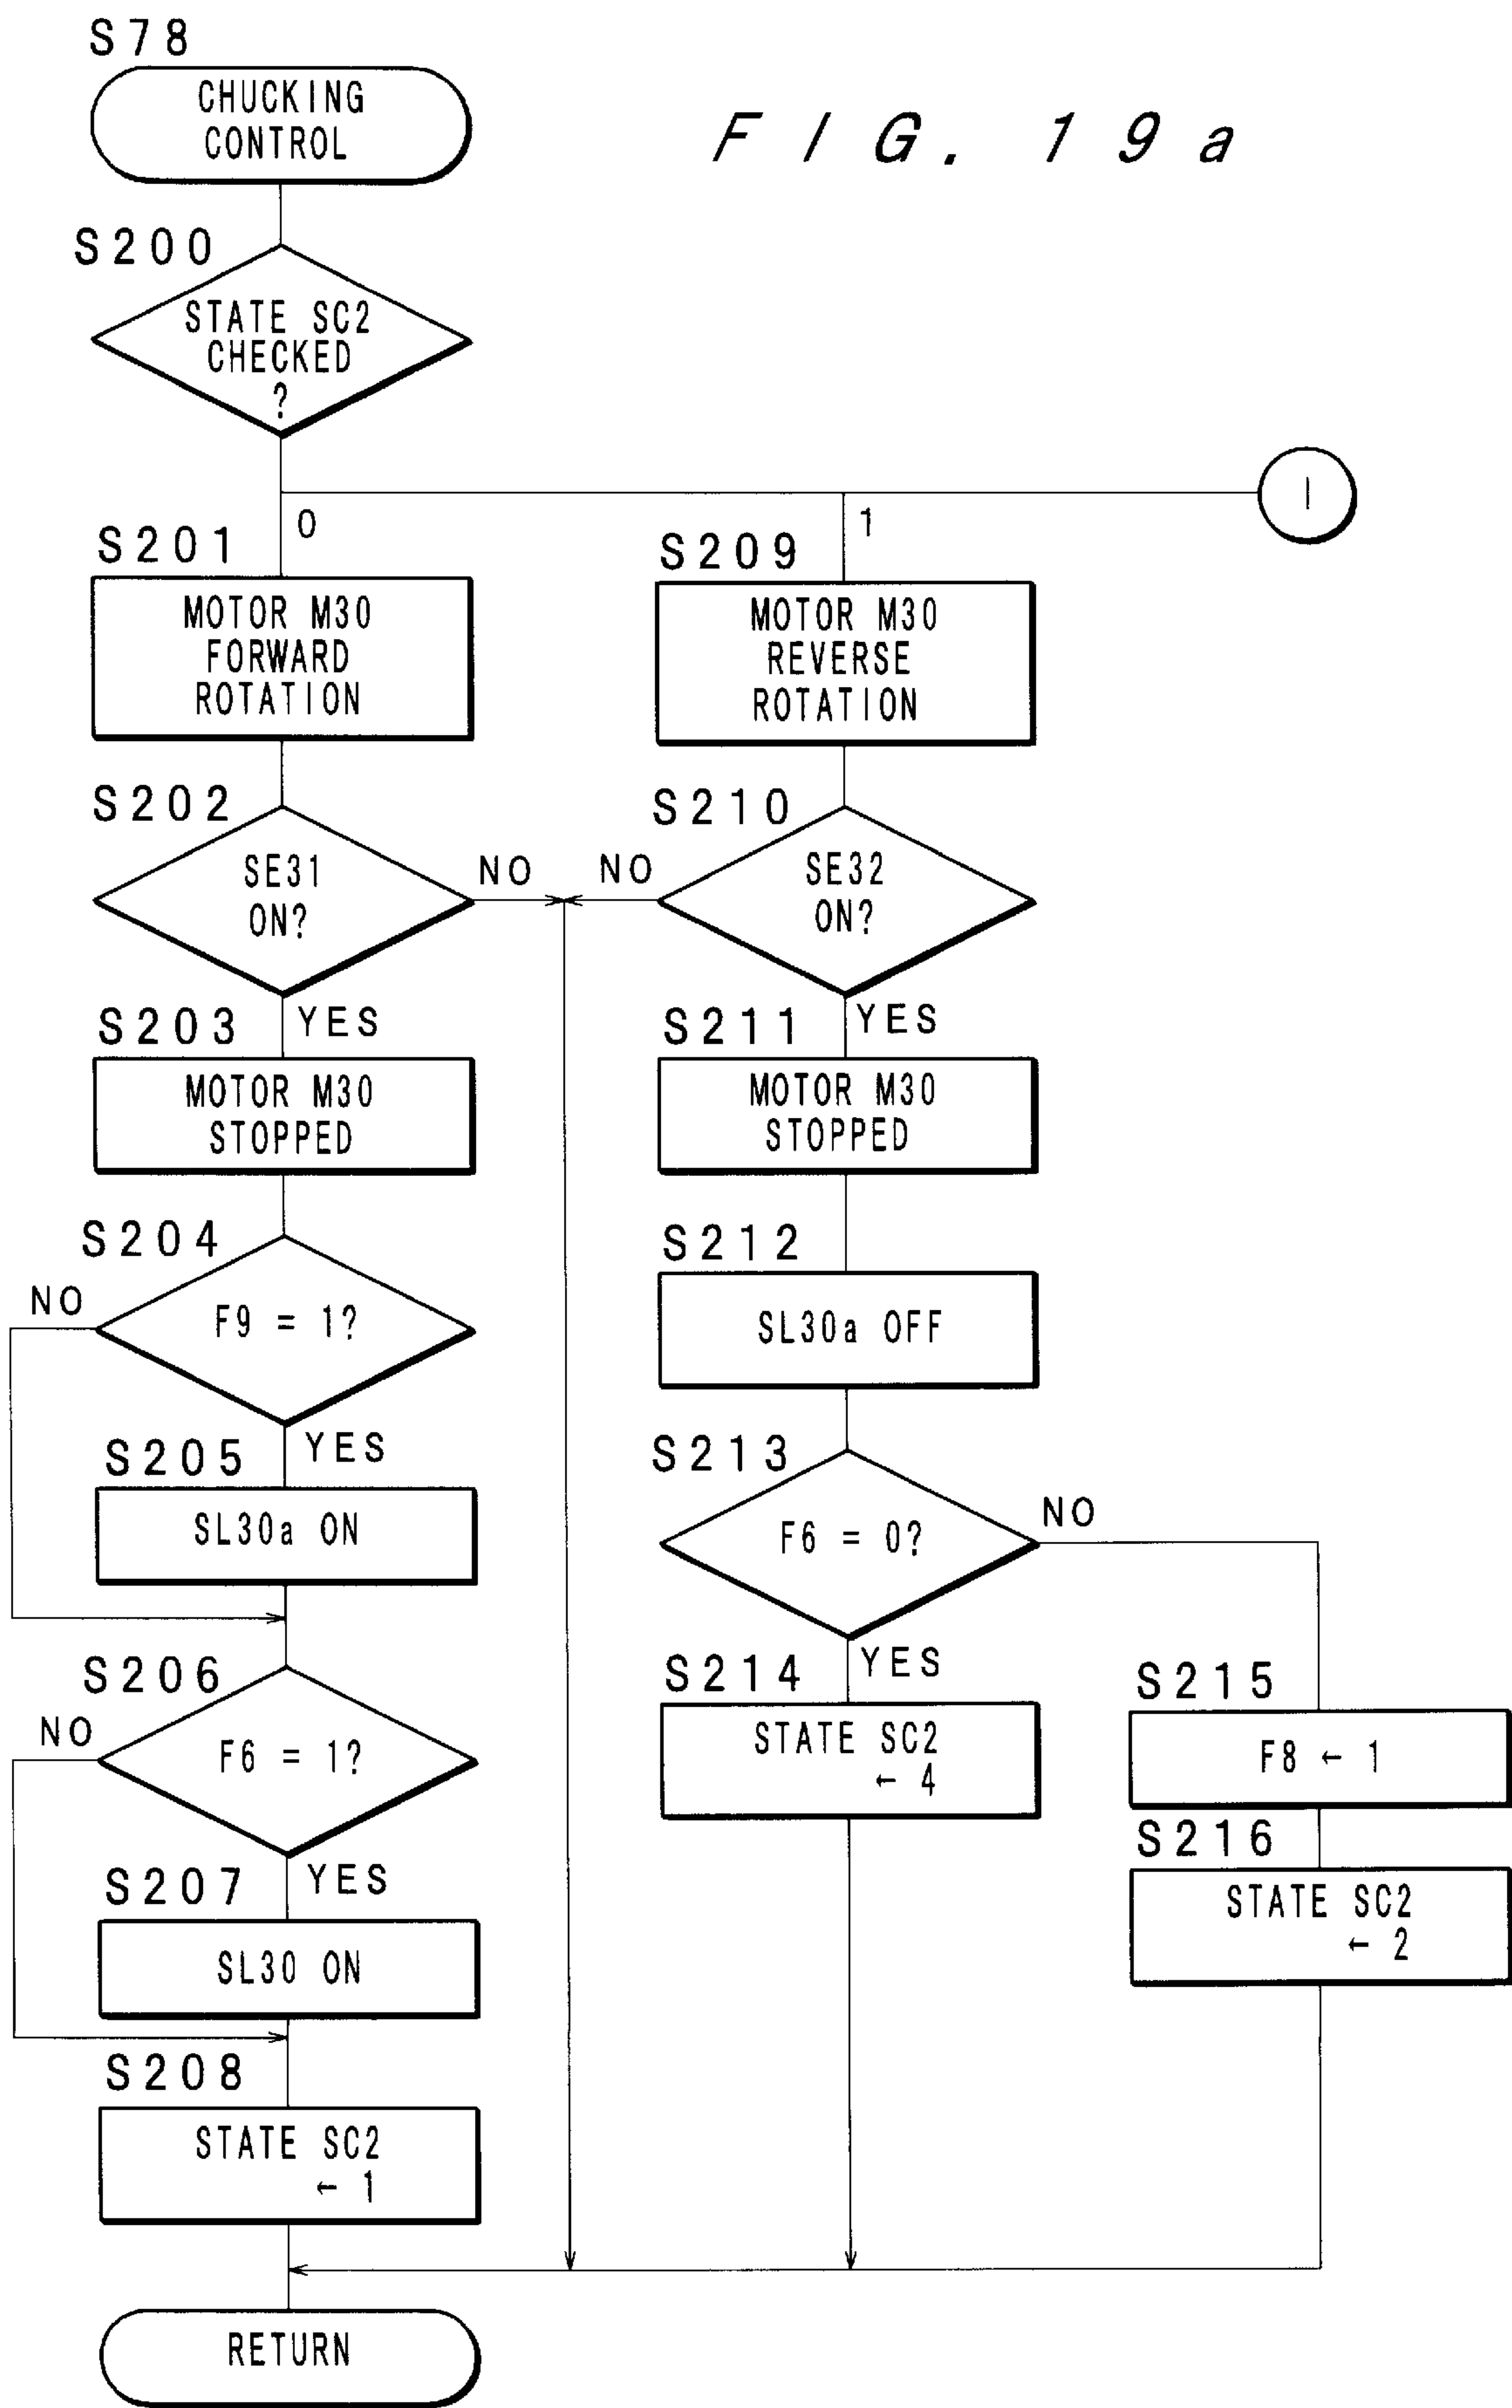 S78
CHUCKING
CONTROL
FIG. 19a
S200
STATE SC2
CHECKED
?
I
0
1
S201
MOTOR M30
FORWARD
ROTATION
S209
MOTOR M30
REVERSE
ROTATION
S202
SE31
ON?
NO
NO
S210
SE32
ON?
YES
YES
S203
MOTOR M30
STOPPED
S211
MOTOR M30
STOPPED
S204
NO
F9 = 1?
YES
S212
SL30a OFF
S205
SL30a ON
S213
F6 = 0?
NO
YES
S206
NO
F6 = 1?
YES
S214
STATE SC2
← 4
S215
F8 ← 1
S216
STATE SC2
← 2
S207
SL30 ON
S208
STATE SC2
← 1
RETURN